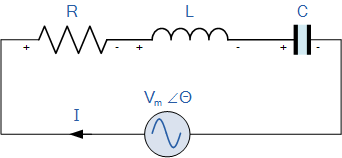 R L C
+ - + - + -
I
Vm ∠Θ